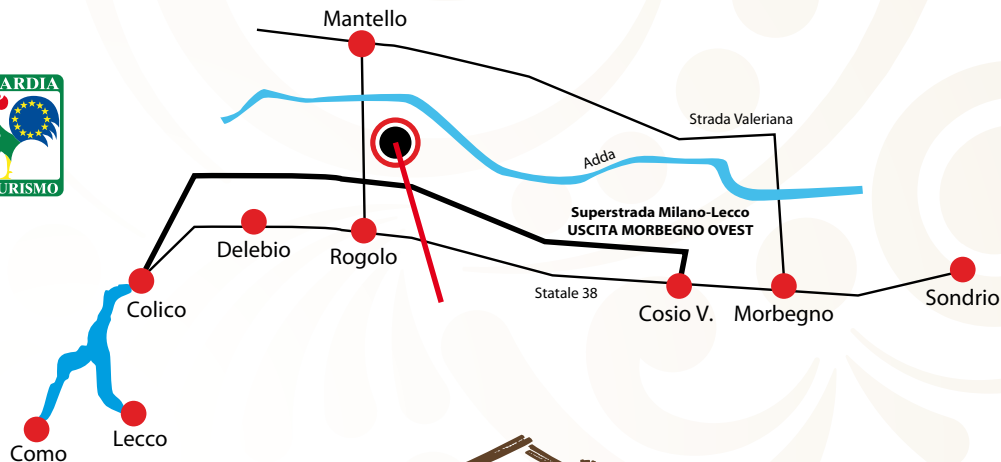 Mantello
ARDIA
URISMO
Strada Valeriana
Adda
Superstrada Milano-Lecco
USCITA MORBEGNO OVEST
Delebio
Rogolo
Colico
Statale 38
Cosio V.
Morbegno
Sondrio
Lecco
Como